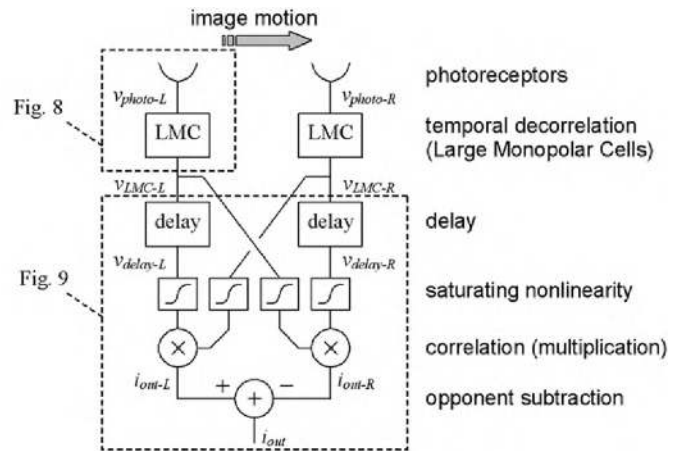 image motion
photoreceptors
v_photo-L
v_photo-R
Fig. 8
LMC
LMC
temporal decorrelation
(Large Monopolar Cells)
v_LMC-L
v_LMC-R
delay
delay
delay
v_delay-L
v_delay-R
Fig. 9
saturating nonlinearity
×
×
correlation (multiplication)
i_out-L
+
−
i_out-R
+
opponent subtraction
i_out